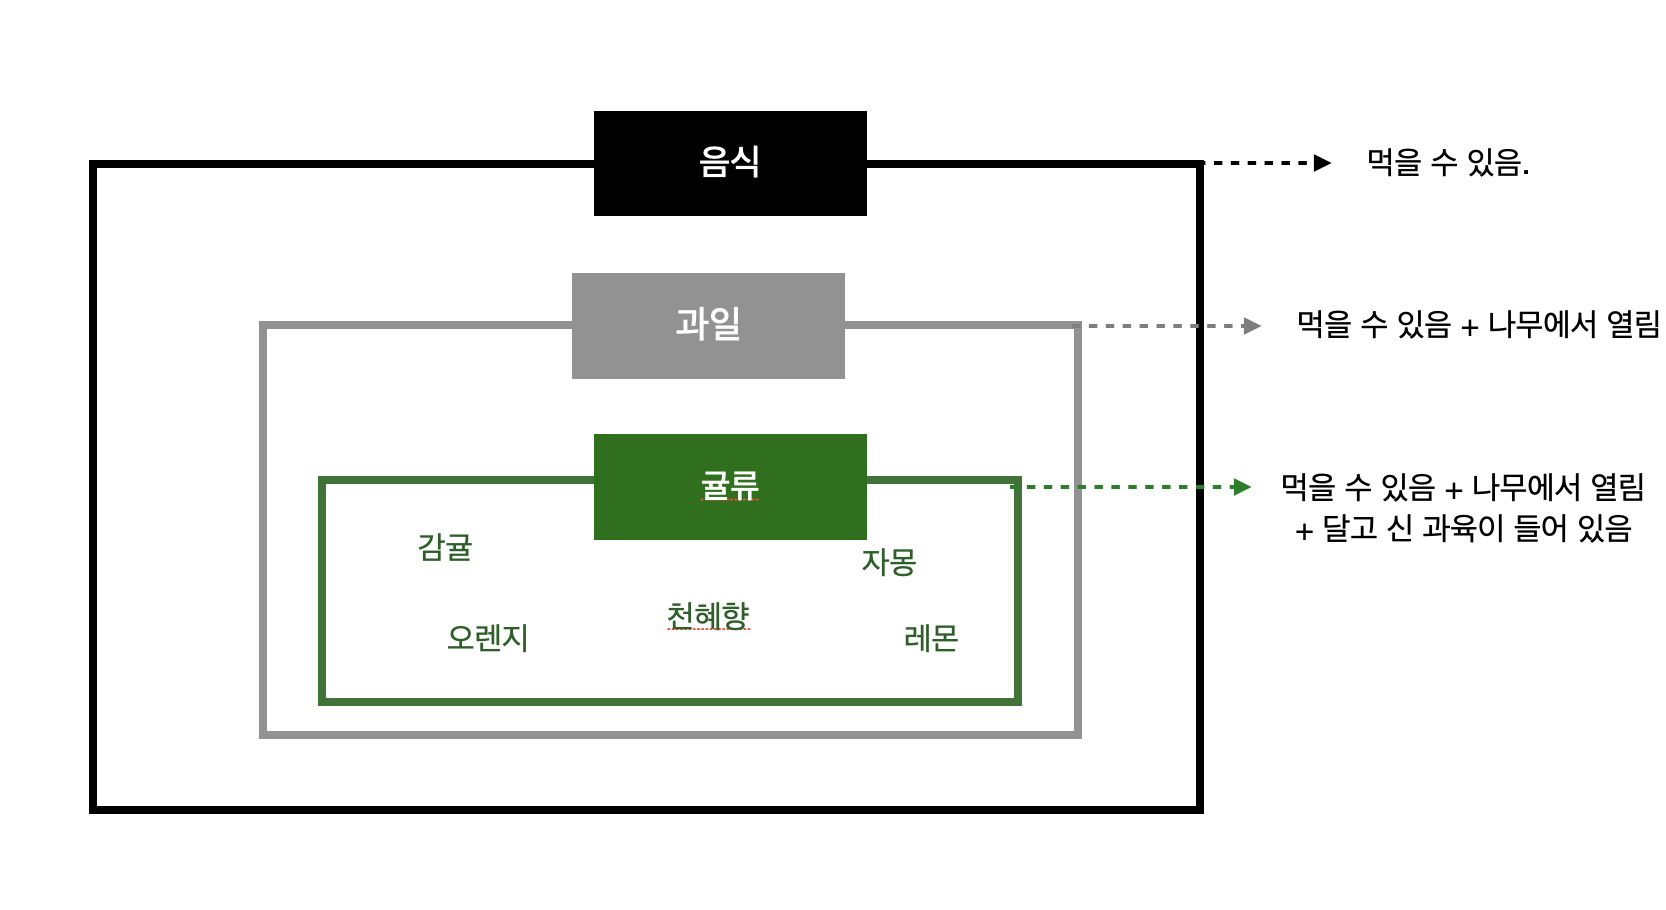 음식
먹을 수 있음.
과일
먹을 수 있음 + 나무에서 열림
귤류
먹을 수 있음 + 나무에서 열림
+ 달고 신 과육이 들어 있음
감귤
자몽
천혜향
오렌지
레몬